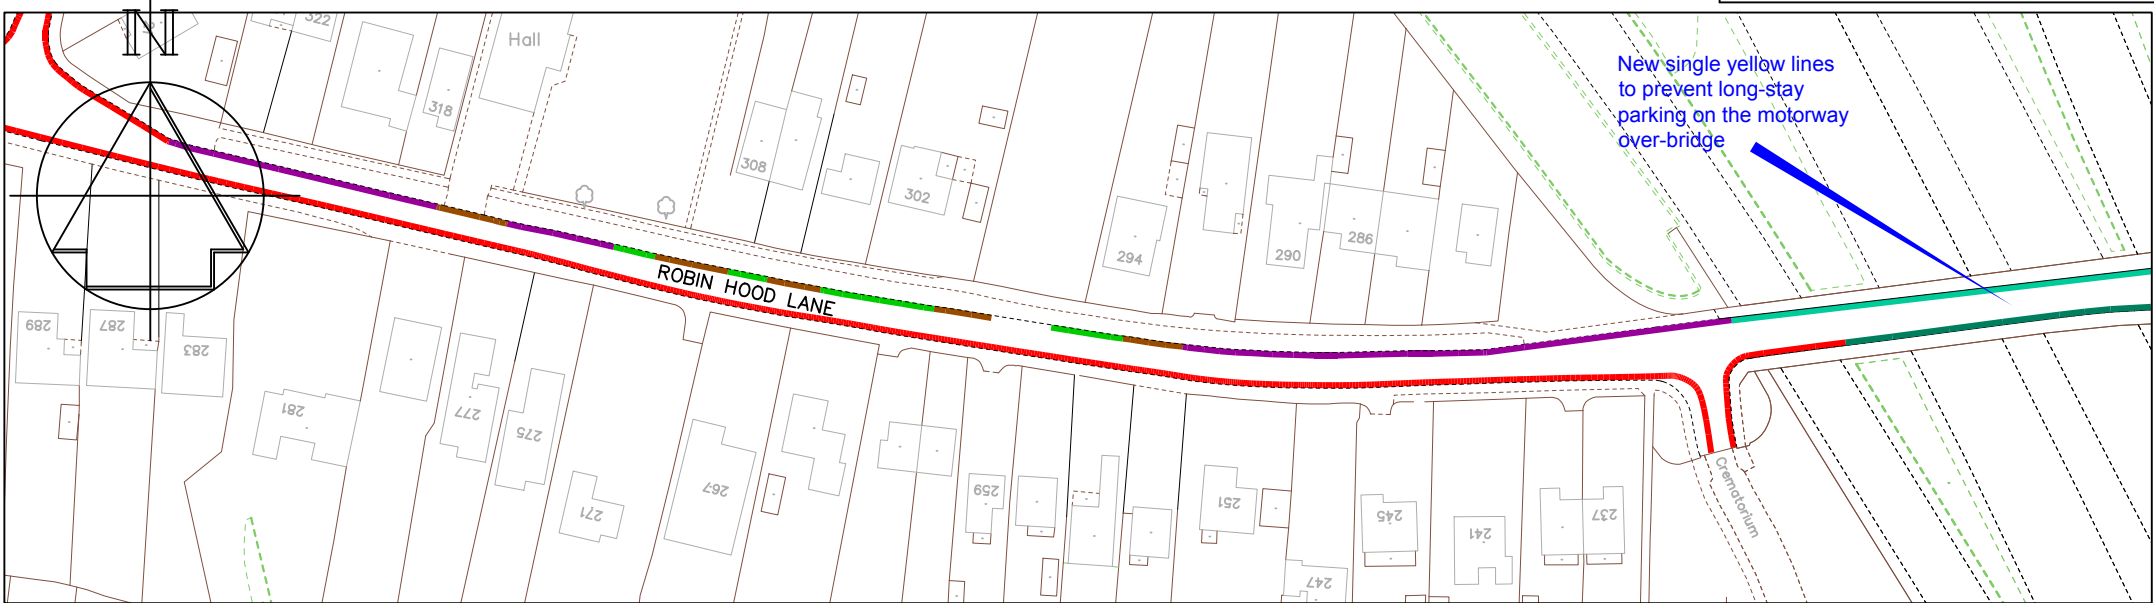 N
322
Hall
318
308
302
294
290
286
New single yellow lines
to prevent long-stay
parking on the motorway
over-bridge
ROBIN HOOD LANE
289
287
283
281
277
275
271
267
259
251
247
245
241
237
Crematorium